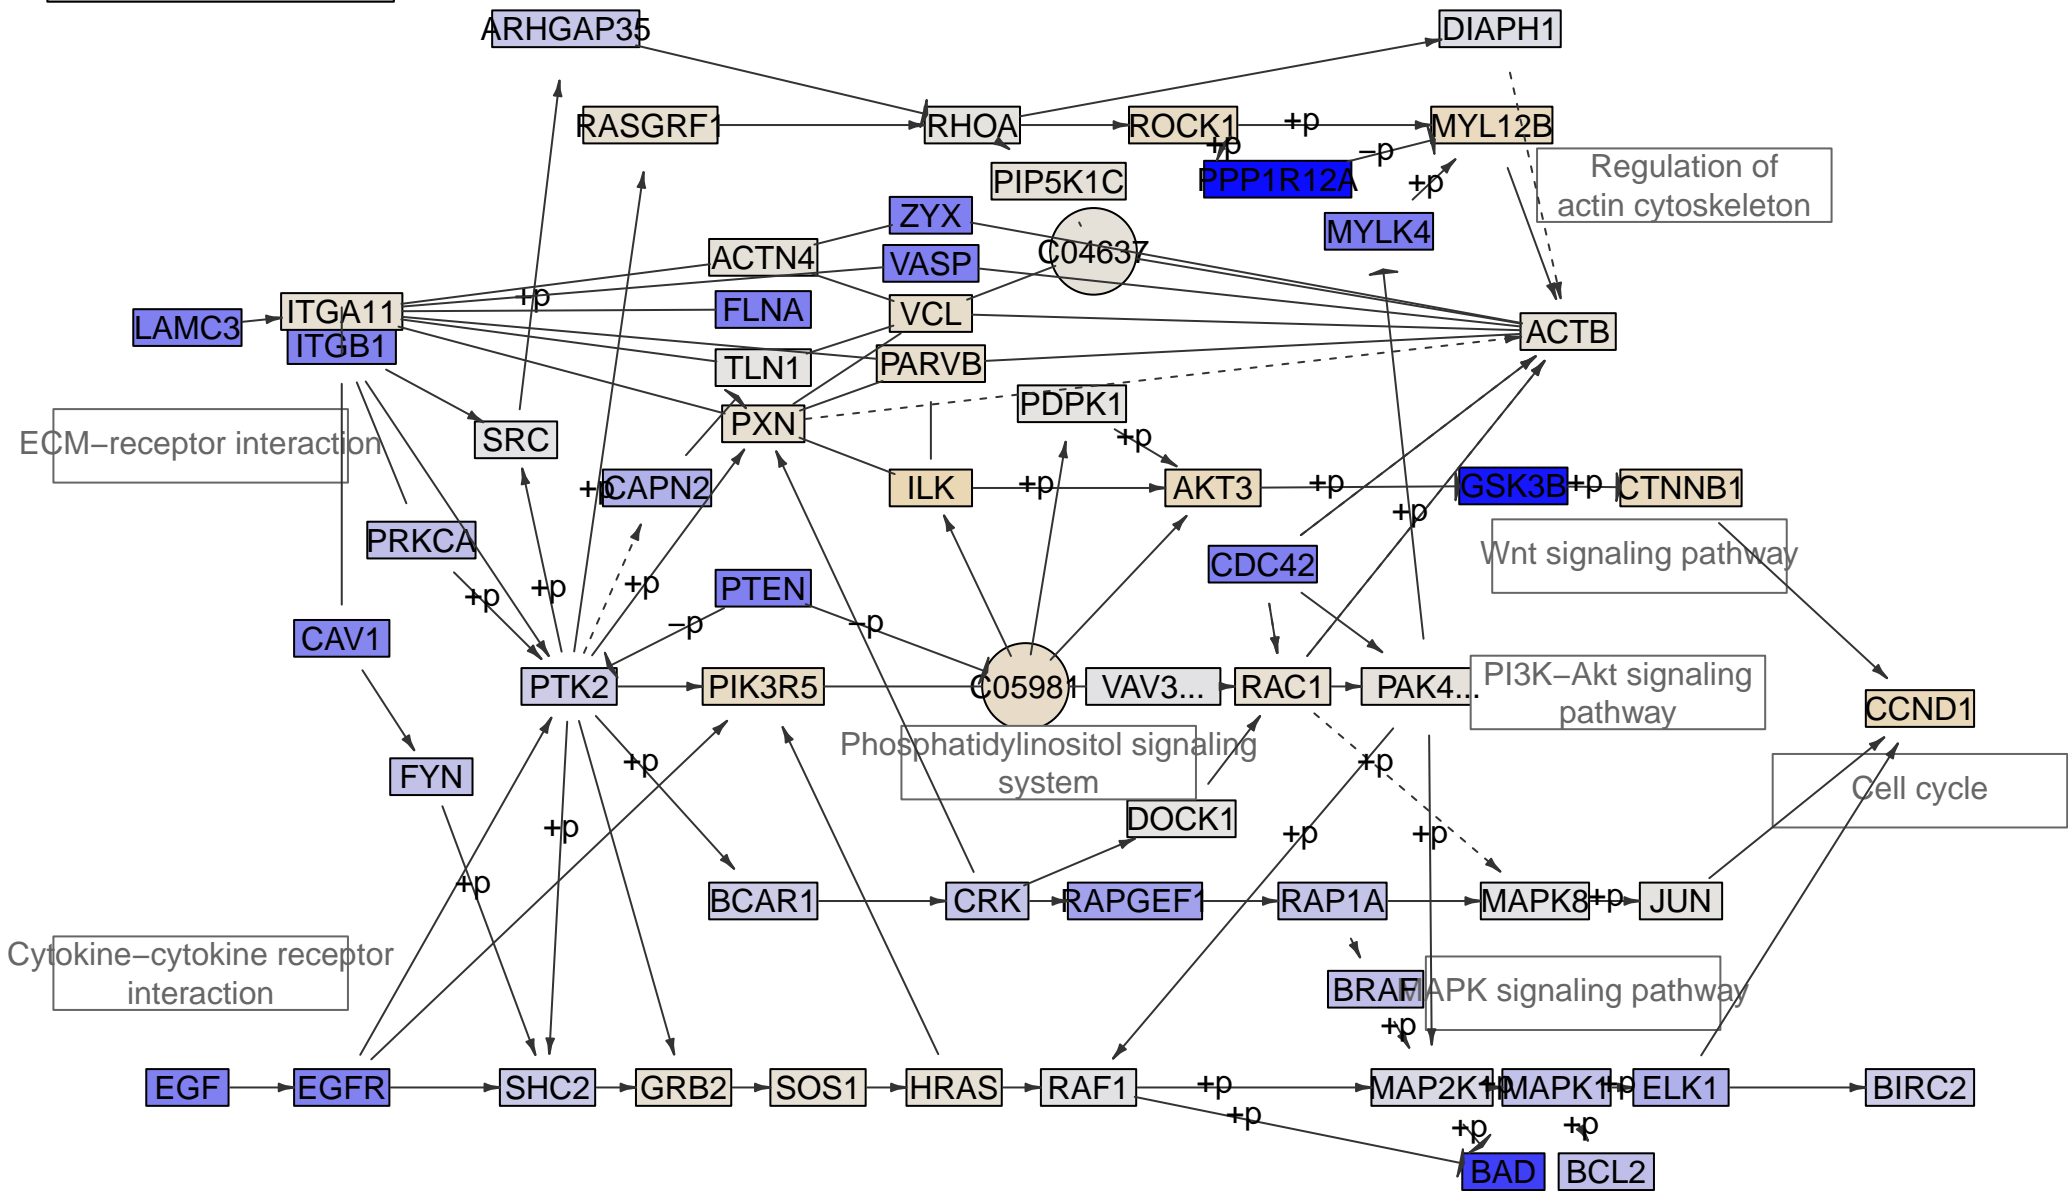 ARHGAP35
DIAPH1
RASGRF1
RHOA
ROCK1
+p
MYL12B
+p
−p
PIP5K1C
PPP1R12A
+p
Regulation of
actin cytoskeleton
ZYX
MYLK4
ACTN4
VASP
C04637
+p
ITGA11
FLNA
VCL
LAMC3
ITGB1
ACTB
TLN1
PARVB
PDPK1
PXN
+p
ECM−receptor interaction
SRC
+p
CAPN2
ILK
+p
AKT3
+p
GSK3B
+p
CTNNB1
+p
PRKCA
Wnt signaling pathway
CDC42
+p
+p
+p
PTEN
−p
−p
CAV1
PTK2
PIK3R5
C05981
VAV3...
RAC1
PAK4...
PI3K−Akt signaling
pathway
CCND1
Phosphatidylinositol signaling
system
+p
+p
FYN
Cell cycle
DOCK1
+p
+p
+p
+p
BCAR1
CRK
RAPGEF1
RAP1A
MAPK8
+p
JUN
Cytokine−cytokine receptor
interaction
BRAF
MAPK signaling pathway
+p
EGF
EGFR
SHC2
GRB2
SOS1
HRAS
RAF1
+p
MAP2K1
+p
MAPK1
+p
ELK1
BIRC2
+p
+p
+p
BAD
BCL2